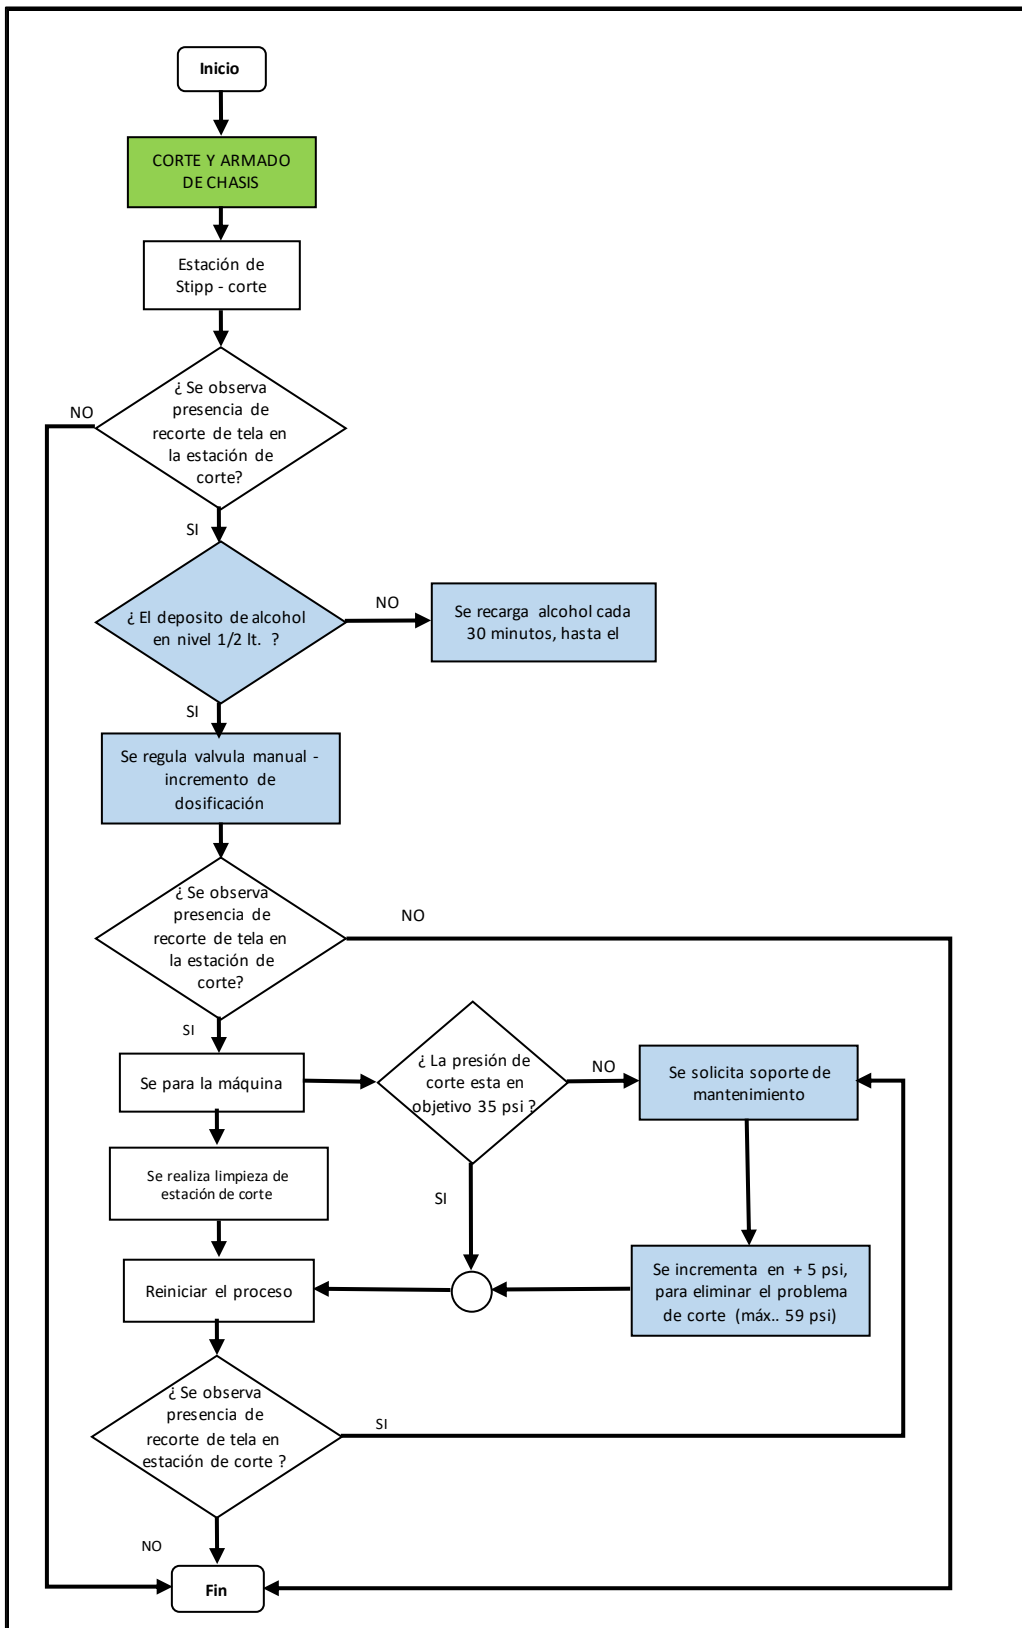 Inicio
CORTE Y ARMADO
DE CHASIS
Estación de
Stipp - corte
¿ Se observa
presencia de
recorte de tela en
la estación de
corte?
NO
SI
¿ El deposito de alcohol
en nivel 1/2 lt. ?
NO
Se recarga alcohol cada
30 minutos, hasta el
SI
Se regula valvula manual -
incremento de
dosificación
¿ Se observa
presencia de
recorte de tela en
la estación de
corte?
NO
SI
Se para la máquina
¿ La presión de
corte esta en
objetivo 35 psi ?
NO
Se solicita soporte de
mantenimiento
SI
Se realiza limpieza de
estación de corte
Reiniciar el proceso
Se incrementa en + 5 psi,
para eliminar el problema
de corte (máx.. 59 psi)
¿ Se observa
presencia de
recorte de tela en
estación de corte ?
SI
NO
Fin